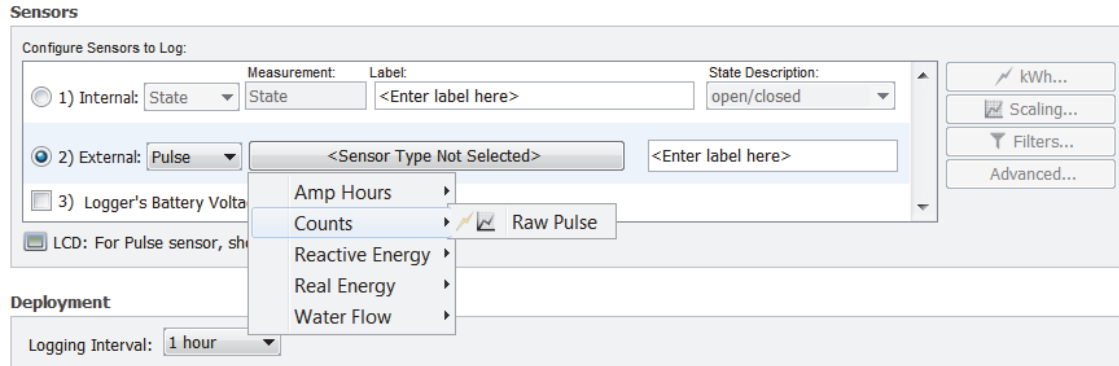 Sensors
Configure Sensors to Log:
Measurement: Label: State Description:
1) Internal: State State <Enter label here> open/closed
kWh...
Scaling...
2) External: Pulse <Sensor Type Not Selected> <Enter label here>
Filters...
Advanced...
3) Logger's Battery
Amp Hours
Counts Raw Pulse
LCD: For Pulse sensor,
Reactive Energy
Real Energy
Water Flow
Deployment
Logging Interval: 1 hour